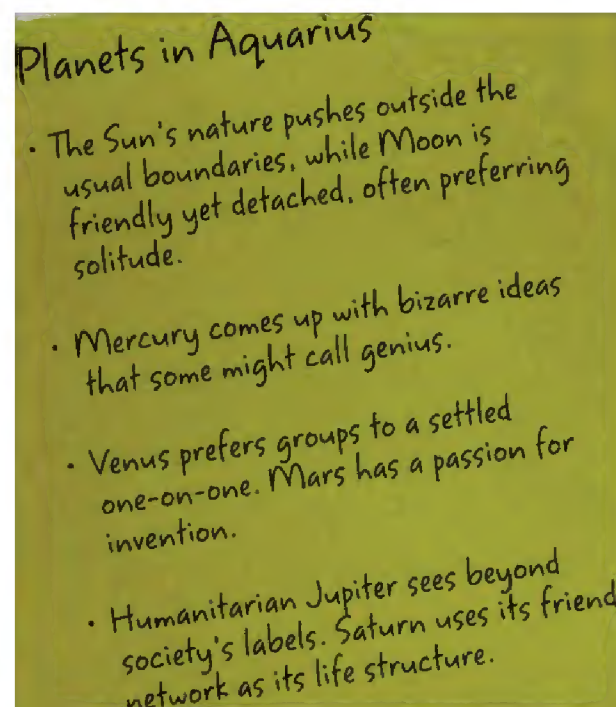 Planets in Aquarius
· The Sun's nature pushes outside the
usual boundaries, while Moon is
friendly yet detached, often preferring
solitude.
· Mercury comes up with bizarre ideas
that some might call genius.
· Venus prefers groups to a settled
one-on-one. Mars has a passion for
invention.
· Humanitarian Jupiter sees beyond
society's labels. Saturn uses its friend
network as its life structure.